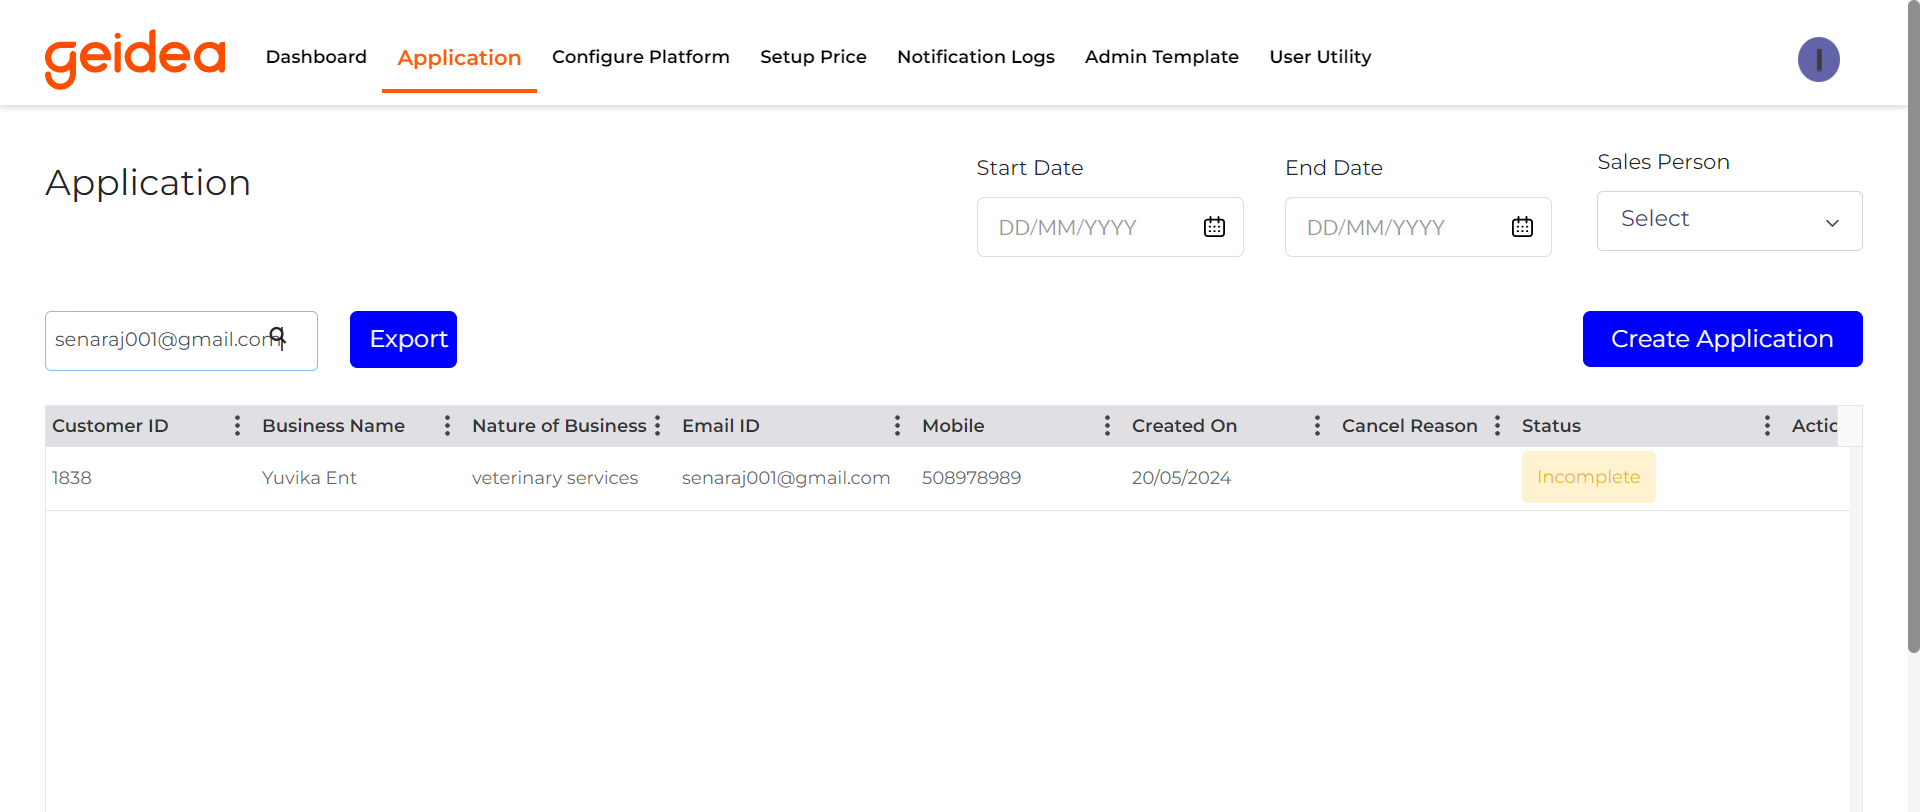 geidea Dashboard Application Configure Platform Setup Price Notification Logs Admin Template User Utility I
Application
Start Date End Date Sales Person
DD/MM/YYYY DD/MM/YYYY Select
senaraj001@gmail.com Export Create Application
Customer ID Business Name Nature of Business Email ID Mobile Created On Cancel Reason Status Actic
1838 Yuvika Ent veterinary services senaraj001@gmail.com 508978989 20/05/2024 Incomplete